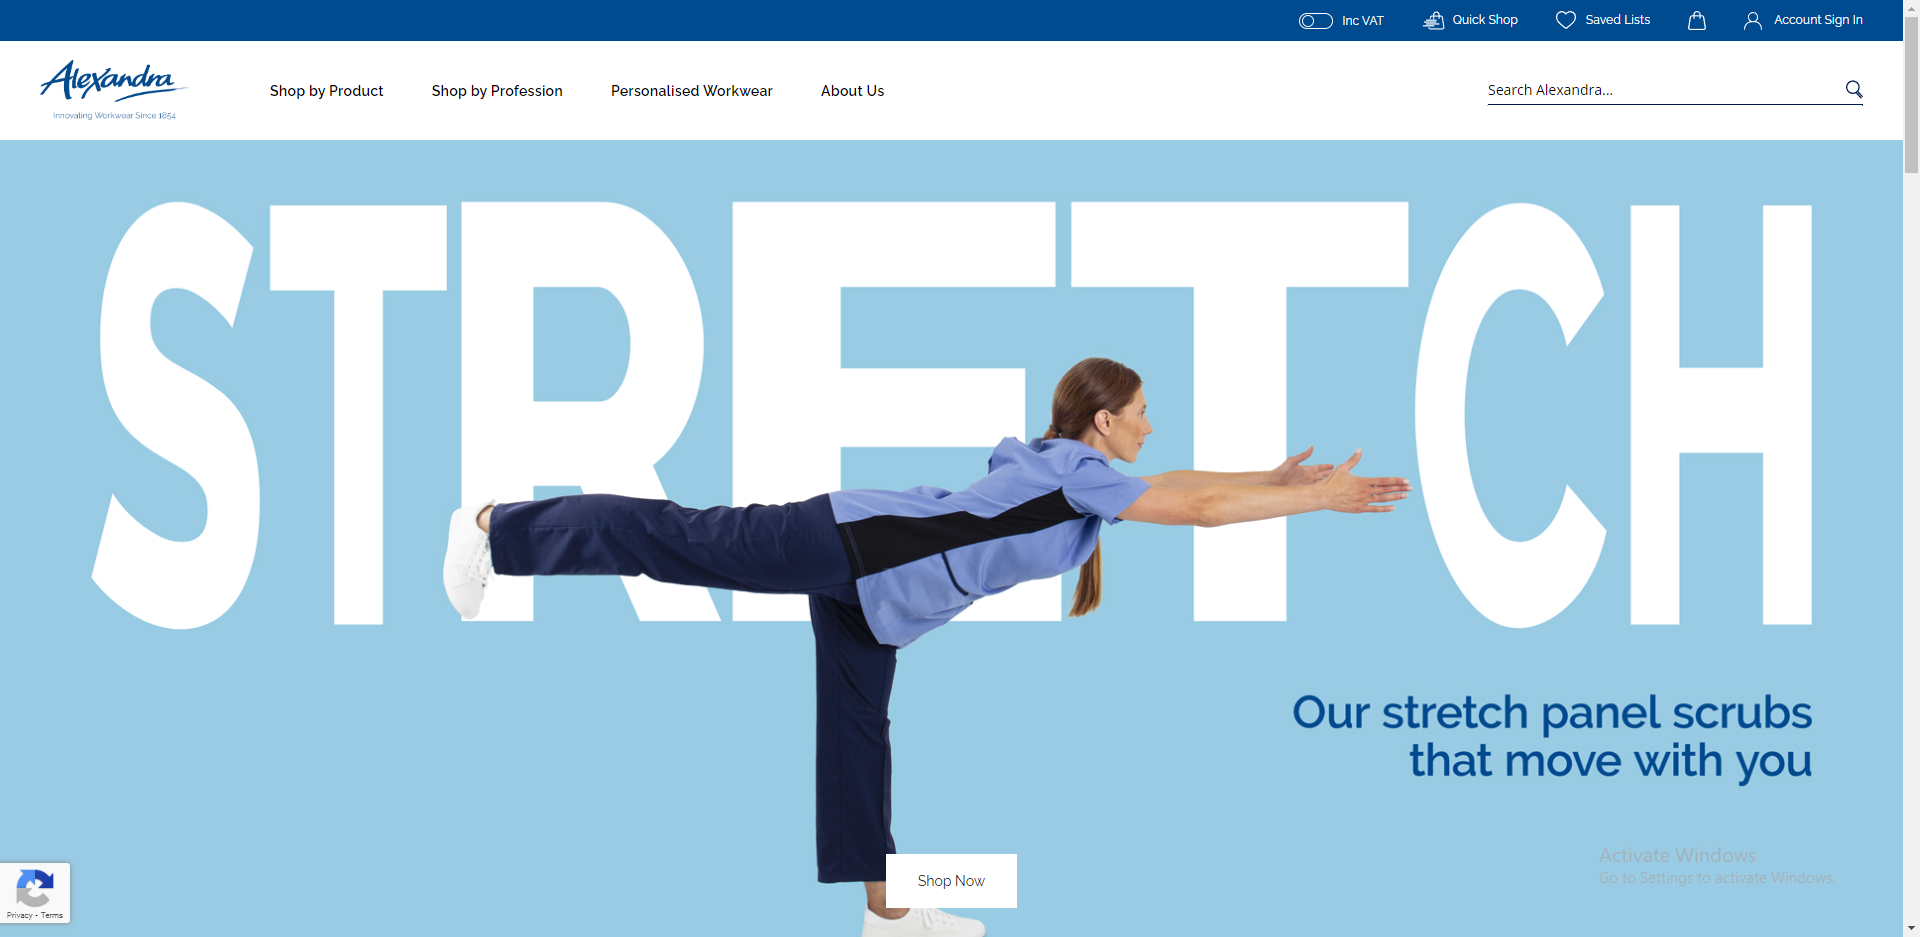 Inc VAT
Quick Shop
Saved Lists
Account Sign In
Alexandra
Innovating Workwear Since 1854
Shop by Product
Shop by Profession
Personalised Workwear
About Us
Search Alexandra...
STRETCH
Our stretch panel scrubs
that move with you
Activate Windows
Go to Settings to activate Windows.
Shop Now
Privacy - Terms